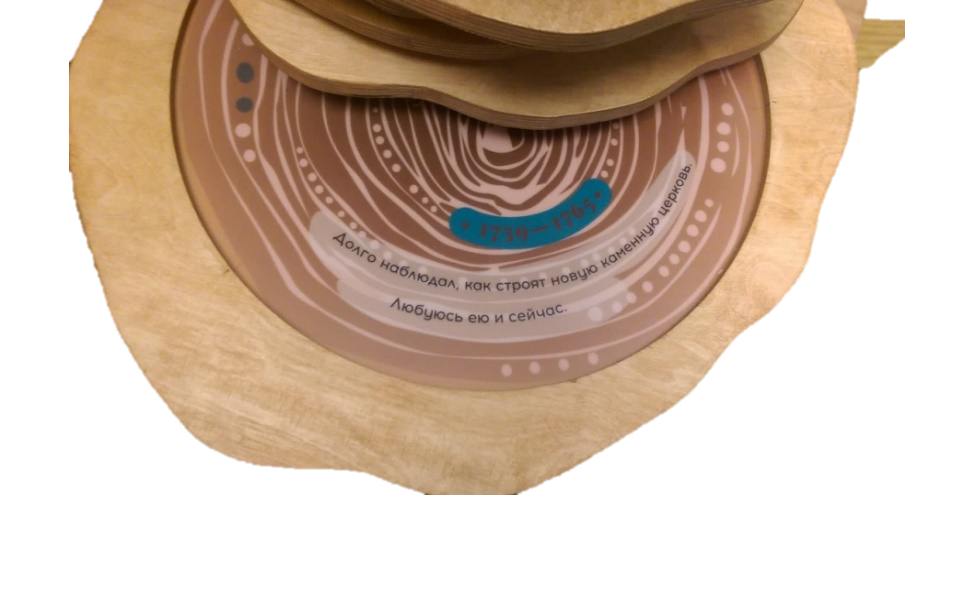 • 1739—1765 •
Долго наблюдал, как строят новую каменную церковь.
Любуюсь ею и сейчас.